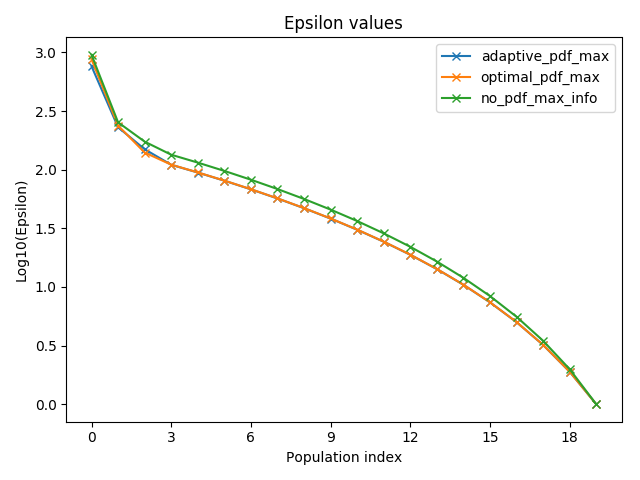 Epsilon values
adaptive_pdf_max
optimal_pdf_max
no_pdf_max_info
Log10(Epsilon)
3.0
2.5
2.0
1.5
1.0
0.5
0.0
0 3 6 9 12 15 18
Population index